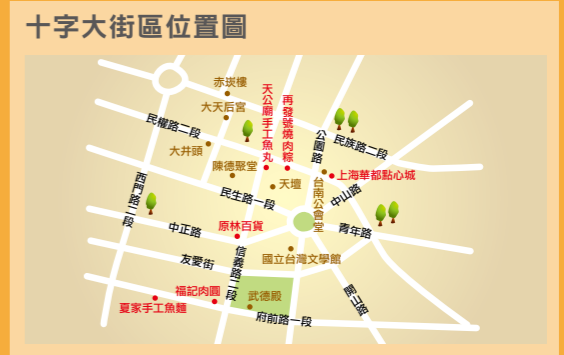 十字大街區位置圖
赤崁樓
大天后宮
天公廟手工魚丸
再發號燒肉粽
民權路二段
公園路
民族路二段
大井頭
陳德聚堂
天壇
上海華都點心城
台南公會堂
中山路
西門路二段
民生路一段
中正路
原林百貨
青年路
友愛街
信義路二段
國立台灣文學館
開山路
福記肉圓
武德殿
夏家手工魚麵
府前路一段